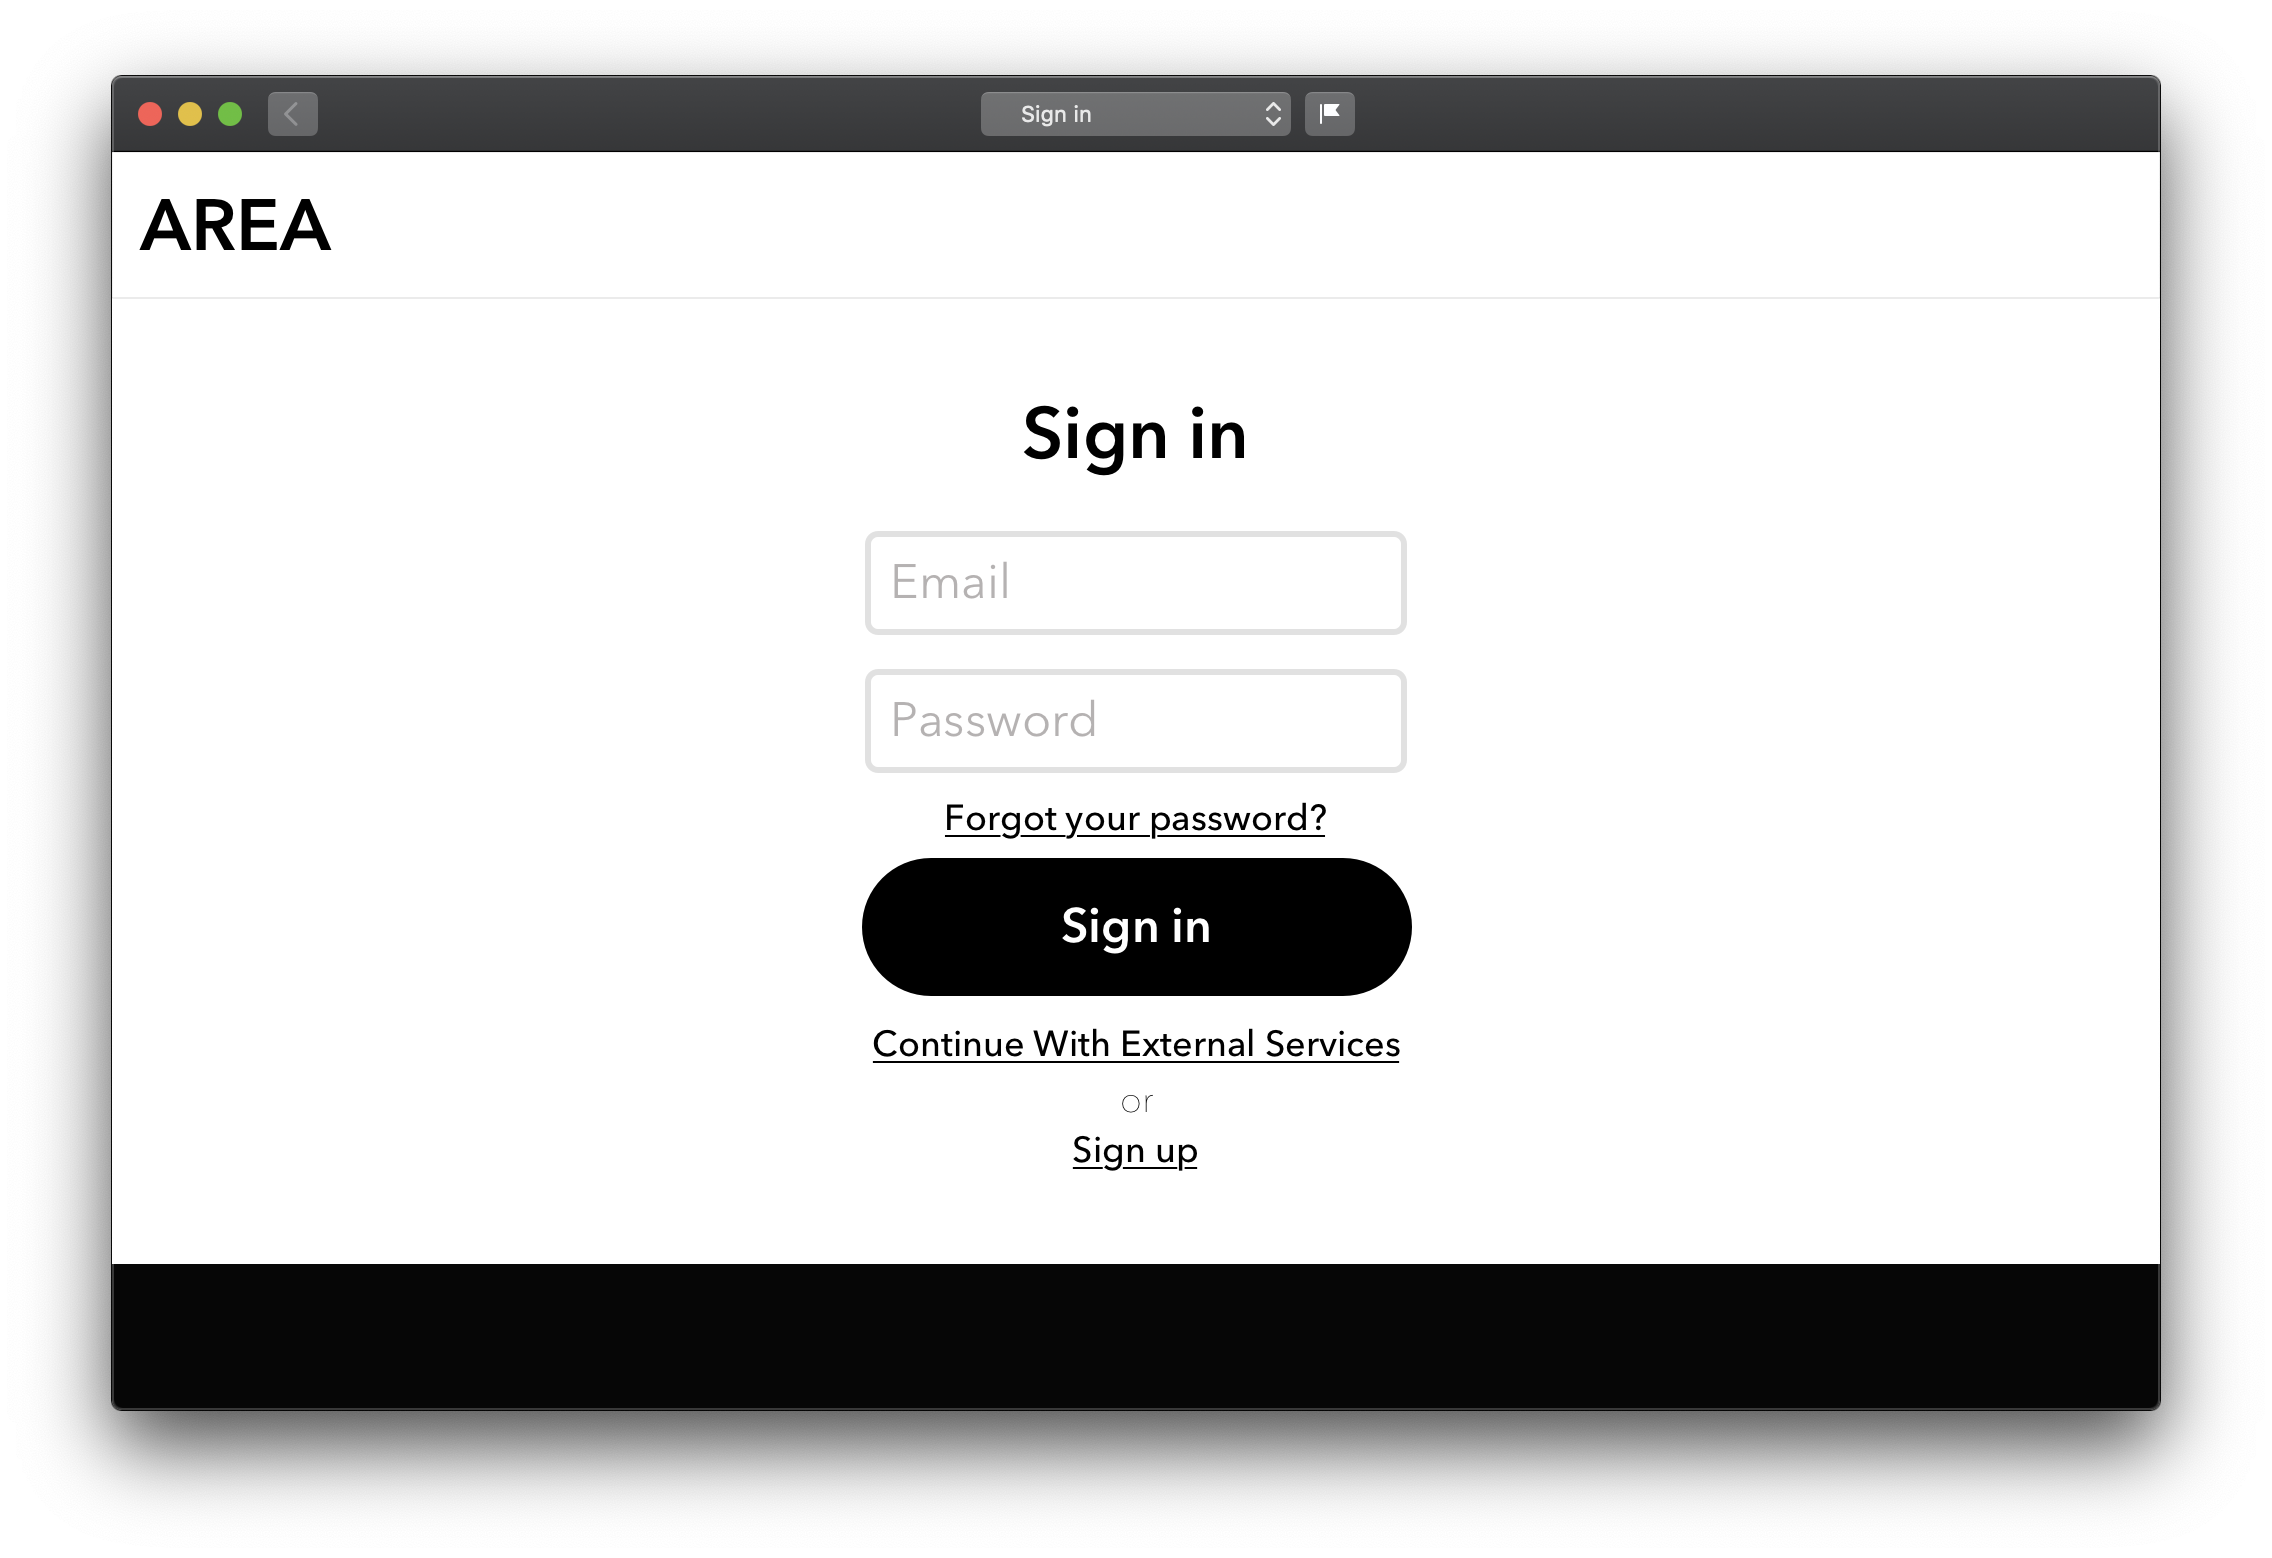 Sign in
AREA
Sign in
Email
Password
Forgot your password?
Sign in
Continue With External Services
or
Sign up